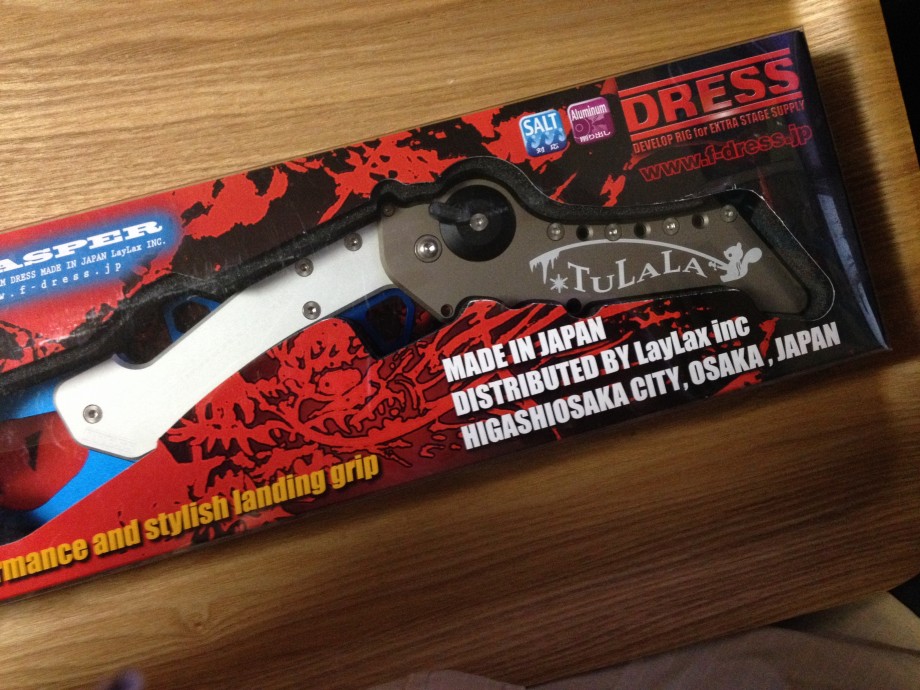 SALT
対応
Aluminum
削り出し
DRESS
DEVELOP RIG for EXTRA STAGE SUPPLY
www.f-dress.jp
ASPER
M DRESS MADE IN JAPAN LayLax INC.
w.f-dress.jp
TULALA
MADE IN JAPAN
DISTRIBUTED BY LayLax inc
HIGASHIOSAKA CITY, OSAKA, JAPAN
rmance and stylish landing grip